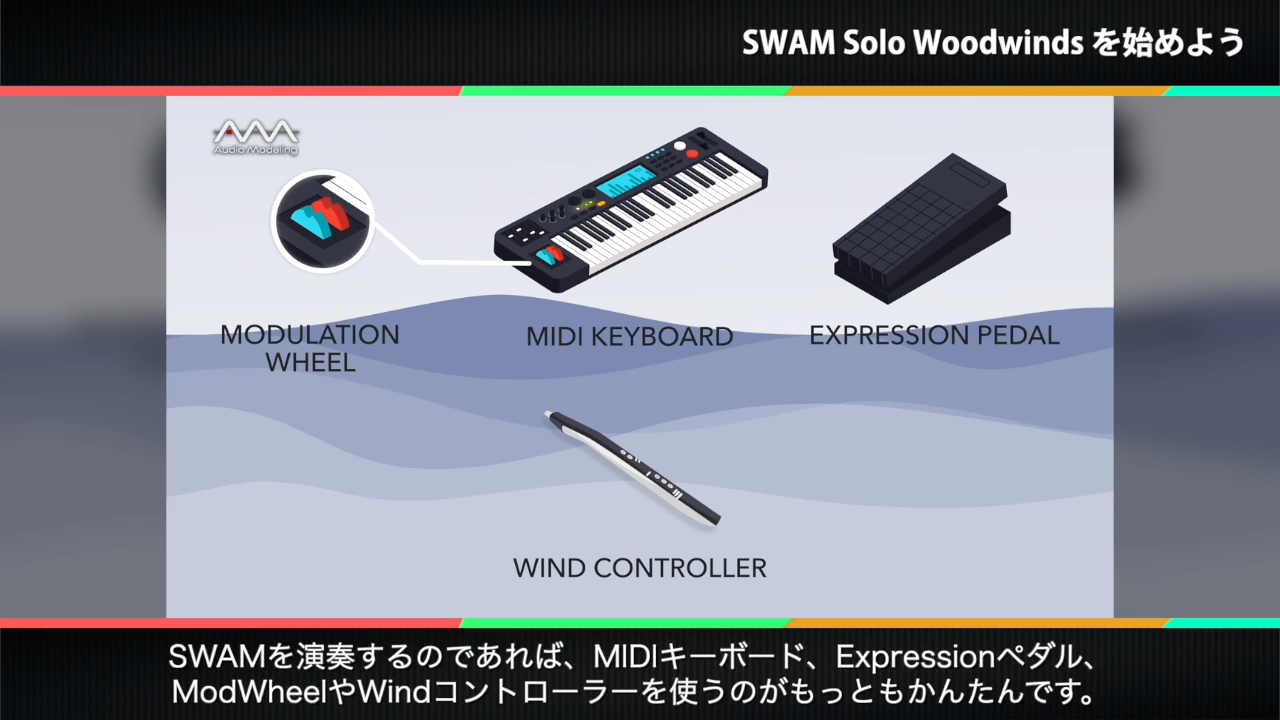 SWAM Solo Woodwinds を始めよう
Audio Modeling
MODULATION
WHEEL
MIDI KEYBOARD
EXPRESSION PEDAL
WIND CONTROLLER
SWAMを演奏するのであれば、MIDIキーボード、Expressionペダル、
ModWheelやWindコントローラーを使うのがもっともかんたんです。